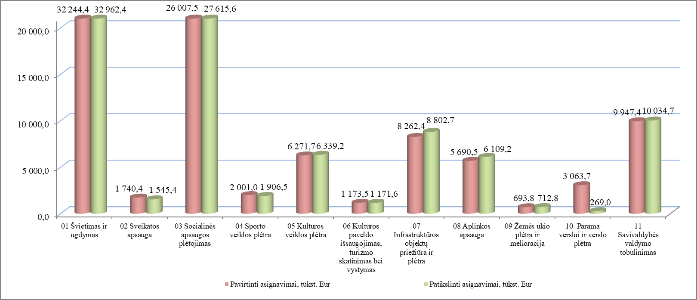 32 244,4 32 962,4 26 007,5 27 615,6
20 000,0
15 000,0
10 000,0
5 000,0
0,0
1 740,4 1 545,4
2 001,0 1 906,5
6 271,7 6 339,2
1 173,5 1 171,6
8 262,4 8 802,7
5 690,5 6 109,2
693,8 712,8
3 063,7
269,0
9 947,4 10 034,7
01 Švietimas ir
ugdymas
02 Sveikatos
apsauga
03 Socialinės
apsaugos
plėtojimas
04 Sporto
veiklos plėtra
05 Kultūros
veiklos plėtra
06 Kultūros
paveldo
išsaugojimas,
turizmo
skatinimas bei
vystymas
07
Infrastruktūros
objektų
priežiūra ir
plėtra
08 Aplinkos
apsauga
09 Žemės ūkio
plėtra ir
melioracija
10 Parama
verslui ir verslo
plėtra
11
Savivaldybės
valdymo
tobulinimas
Pavirtinti asignavimai, tūkst. Eur
Patikslinti asignavimai, tūkst. Eur